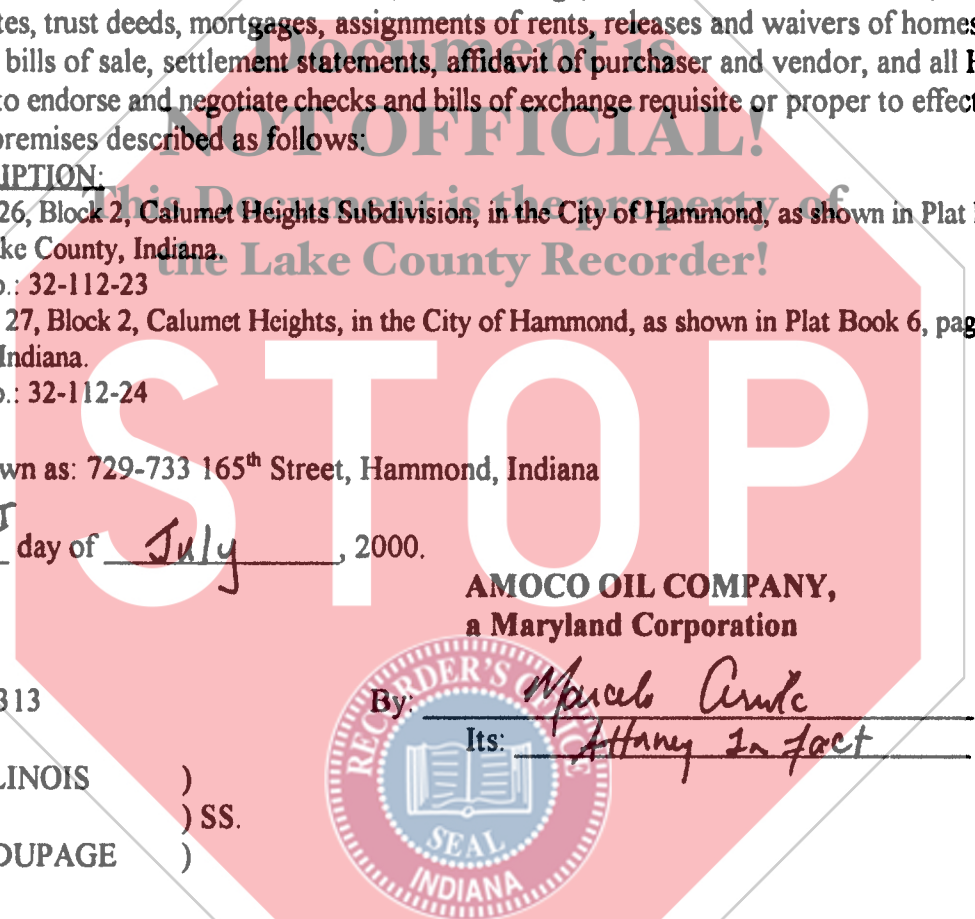 tes, trust deeds, mortgages, assignments of rents, releases and waivers of homes
bills of sale, settlement statements, affidavit of purchaser and vendor, and all
to endorse and negotiate checks and bills of exchange requisite or proper to effect
premises described as follows:
IPTION:
26, Block 2, Calumet Heights Subdivision, in the City of Hammond, as shown in Plat
ke County, Indiana.
o.: 32-112-23
27, Block 2, Calumet Heights, in the City of Hammond, as shown in Plat Book 6, pag
Indiana.
o.: 32-112-24
wn as: 729-733 165th Street, Hammond, Indiana
day of July, 2000.
AMOCO OIL COMPANY,
a Maryland Corporation
313
By: Marcelo
Its: Attorney In fact
LINOIS )
) SS.
DUPAGE )
Document is
NOT OFFICIAL!
This Document is the property of
the Lake County Recorder!
STOP
RECORDER'S OFFICE
SEAL
INDIANA